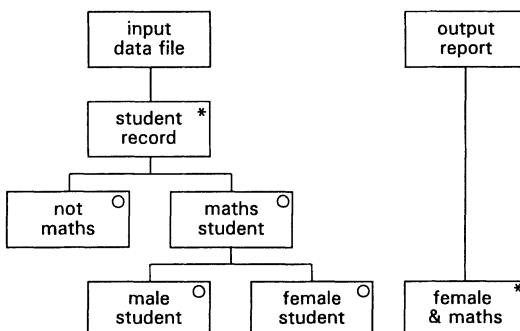 input
data file
output
report
student *
record
not
maths
maths
student
male
student
female
student
female *
& maths